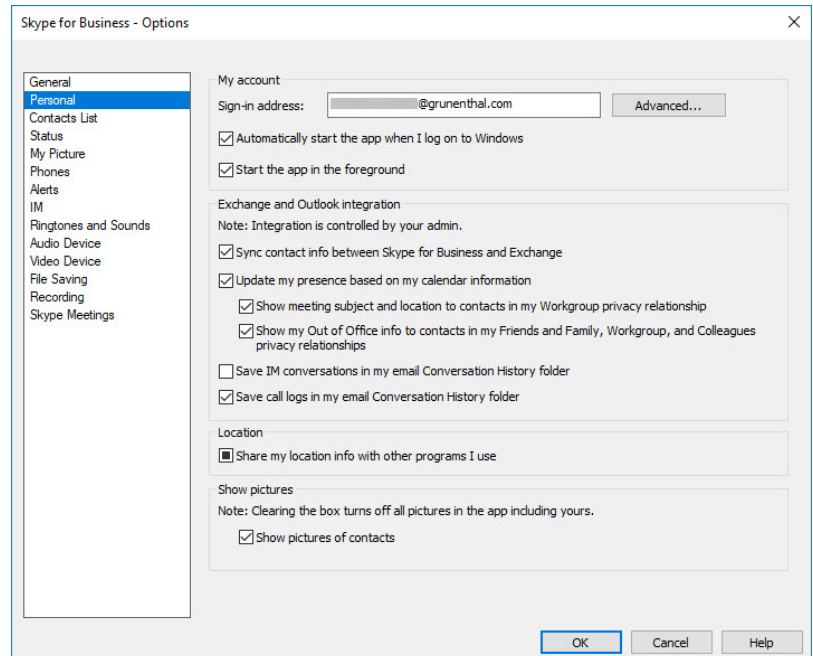 Skype for Business - Options
General
Personal
Contacts List
Status
My Picture
Phones
Alerts
IM
Ringtones and Sounds
Audio Device
Video Device
File Saving
Recording
Skype Meetings
My account
Sign-in address:
@grunenthal.com
Advanced...
Automatically start the app when I log on to Windows
Start the app in the foreground
Exchange and Outlook integration
Note: Integration is controlled by your admin.
Sync contact info between Skype for Business and Exchange
Update my presence based on my calendar information
Show meeting subject and location to contacts in my Workgroup privacy relationship
Show my Out of Office info to contacts in my Friends and Family, Workgroup, and Colleagues
privacy relationships
Save IM conversations in my email Conversation History folder
Save call logs in my email Conversation History folder
Location
Share my location info with other programs I use
Show pictures
Note: Clearing the box turns off all pictures in the app including yours.
Show pictures of contacts
OK
Cancel
Help